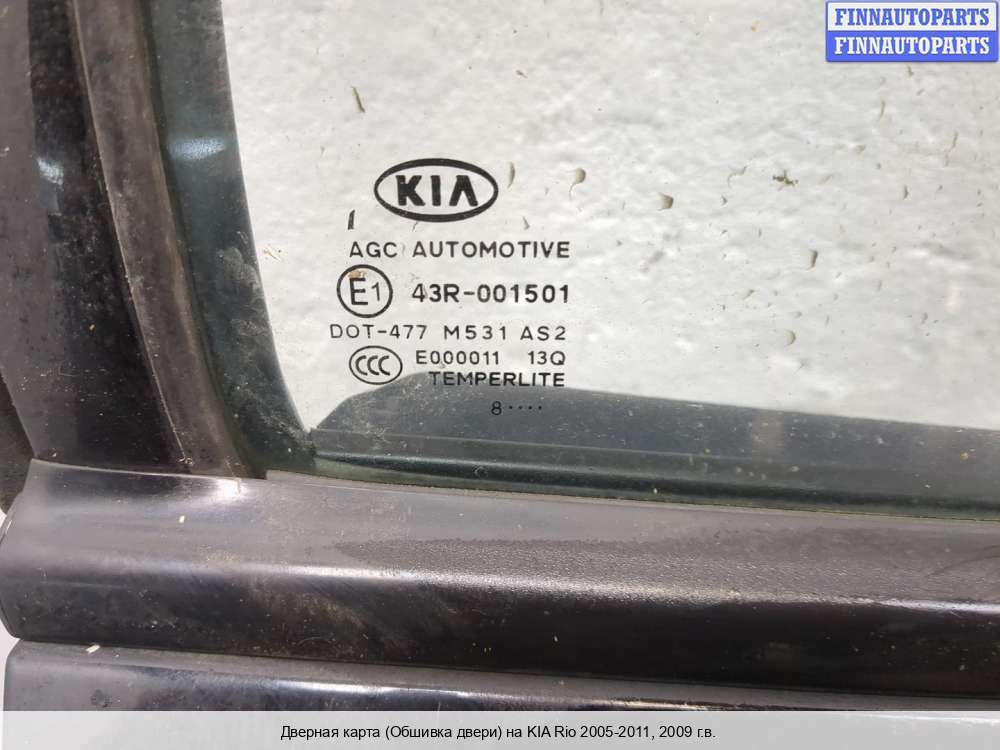 FINNAUTOPARTS
FINNAUTOPARTS
KIA
AGC AUTOMOTIVE
E1 43R-001501
DOT-477 M531 AS2
CCC E000011 13Q
TEMPERLITE
8····
Дверная карта (Обшивка двери) на KIA Rio 2005-2011, 2009 г.в.